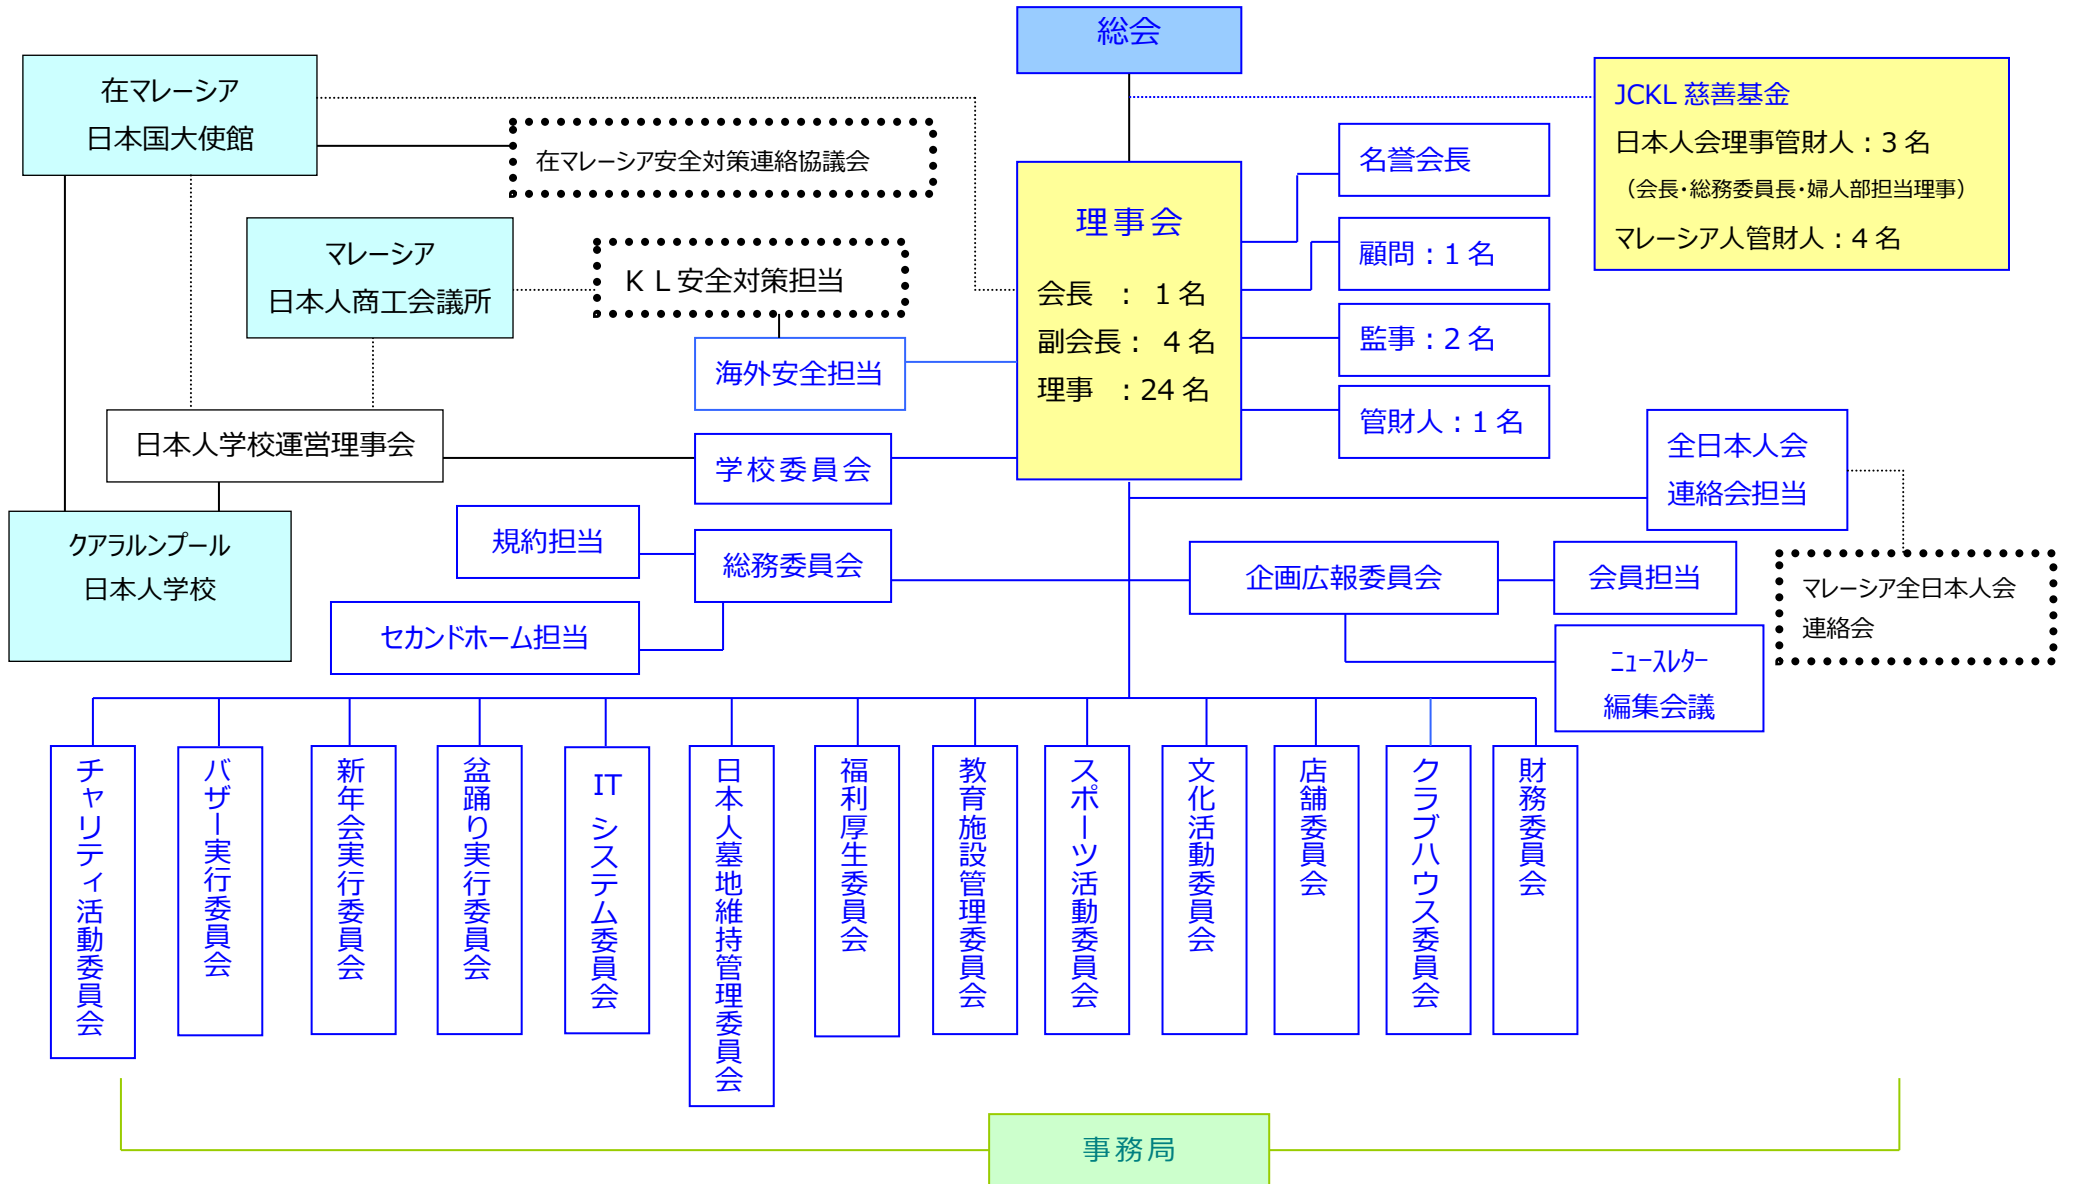 総会
在マレーシア
日本国大使館
在マレーシア安全対策連絡協議会
マレーシア
日本人商工会議所
ＫＬ安全対策担当
海外安全担当
理事会
会長 ： 1名
副会長： 4名
理事 ：24名
名誉会長
顧問：1名
監事：2名
管財人：1名
JCKL 慈善基金
日本人会理事管財人：3名
（会長・総務委員長・婦人部担当理事）
マレーシア人管財人：4名
日本人学校運営理事会
学校委員会
クアラルンプール
日本人学校
規約担当
総務委員会
セカンドホーム担当
企画広報委員会
会員担当
ﾆｭｰｽﾚﾀｰ
編集会議
全日本人会
連絡会担当
マレーシア全日本人会
連絡会
チャリティ活動委員会
バザー実行委員会
新年会実行委員会
盆踊り実行委員会
ITシステム委員会
日本人墓地維持管理委員会
福利厚生委員会
教育施設管理委員会
スポーツ活動委員会
文化活動委員会
店舗委員会
クラブハウス委員会
財務委員会
事務局